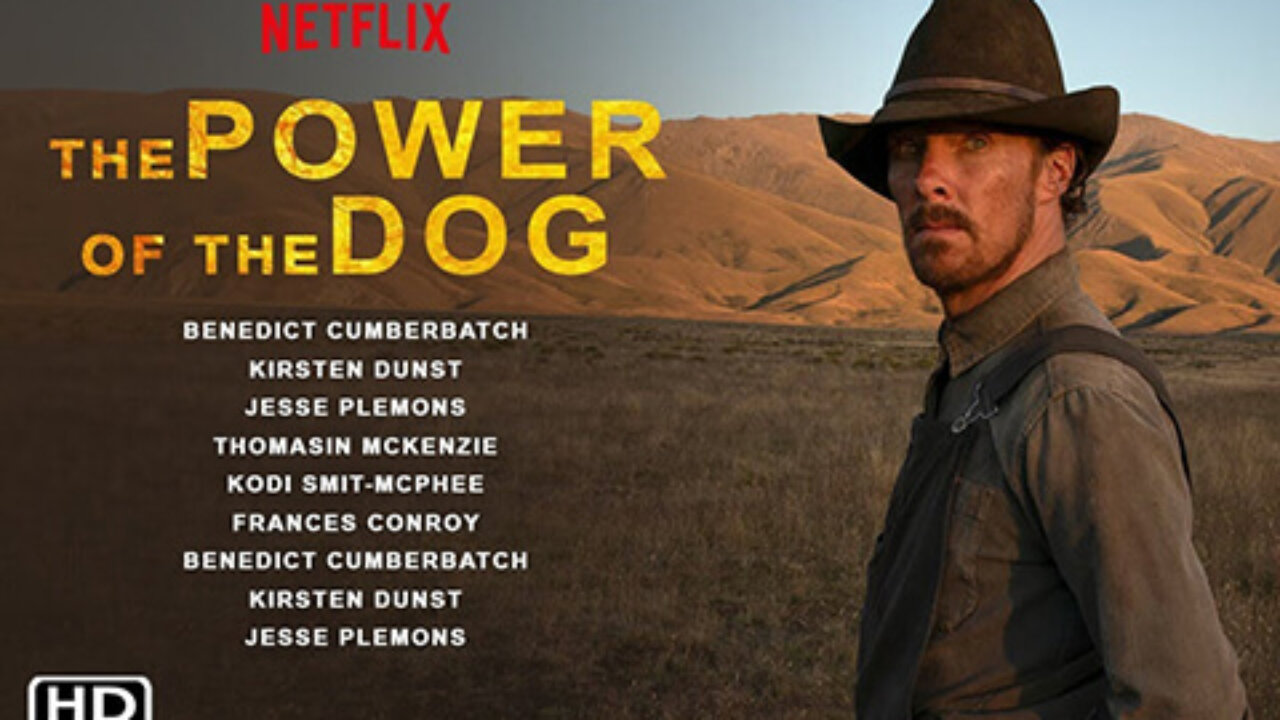 NETFLIX
THE POWER
OF THE DOG
BENEDICT CUMBERBATCH
KIRSTEN DUNST
JESSE PLEMONS
THOMASIN MCKENZIE
KODI SMIT-MCPHEE
FRANCES CONROY
BENEDICT CUMBERBATCH
KIRSTEN DUNST
JESSE PLEMONS
HD